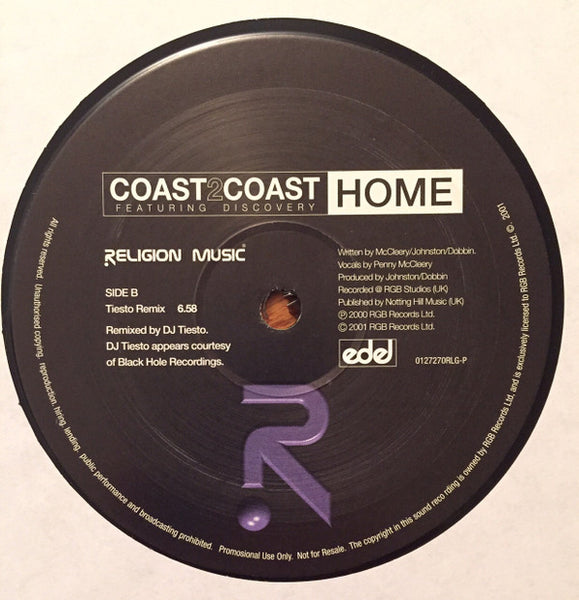 COAST2COAST
FEATURING DISCOVERY
HOME
RELIGION MUSIC
SIDE B
Tiesto Remix 6.58
Remixed by DJ Tiesto.
DJ Tiesto appears courtesy
of Black Hole Recordings.
Written by McCleery/Johnston/Dobbin.
Vocals by Penny McCleery
Produced by Johnston/Dobbin
Recorded @ RGB Studios (UK)
Published by Notting Hill Music (UK)
℗ 2000 RGB Records Ltd.
© 2001 RGB Records Ltd.
edel
0127270RLG-P
All rights reserved. Unauthorised copying, reproduction, hiring, lending, public performance and broadcasting prohibited. Promotional Use Only. Not for Resale. The copyright in this sound reco rding is owned by RGB Records Ltd, and is exclusively licensed to RGB Records Ltd. © 2001